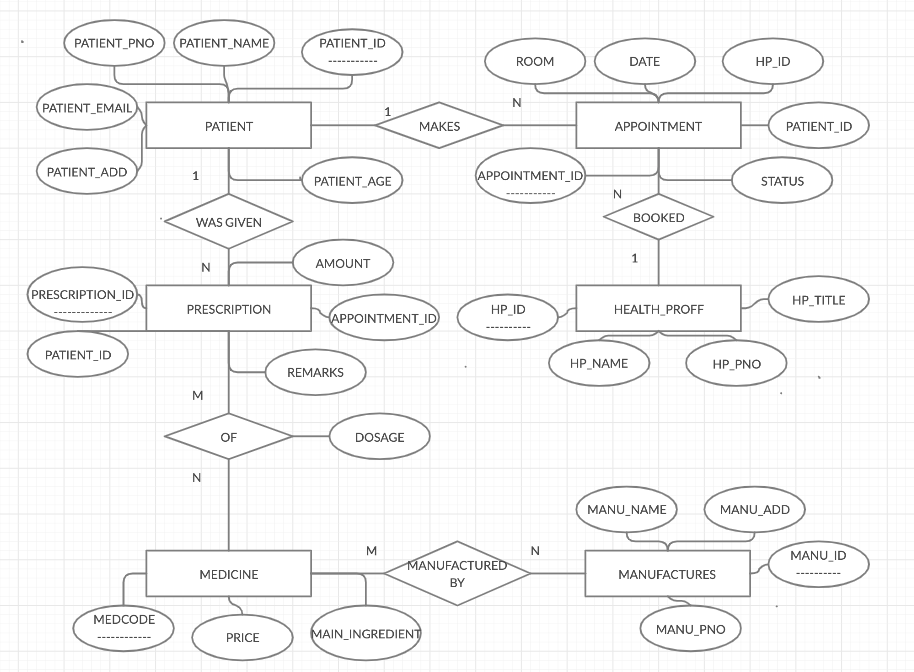 PATIENT_PNO
PATIENT_NAME
PATIENT_ID
-----------
ROOM
DATE
HP_ID
PATIENT_EMAIL
PATIENT
1
MAKES
N
APPOINTMENT
PATIENT_ID
PATIENT_ADD
1
PATIENT_AGE
APPOINTMENT_ID
-----------
STATUS
WAS GIVEN
N
BOOKED
N
AMOUNT
1
PRESCRIPTION_ID
-------------
PRESCRIPTION
APPOINTMENT_ID
HP_ID
----------
HEALTH_PROFF
HP_TITLE
PATIENT_ID
REMARKS
HP_NAME
HP_PNO
M
OF
DOSAGE
N
MANU_NAME
MANU_ADD
MEDICINE
M
MANUFACTURED
BY
N
MANUFACTURES
MANU_ID
----------
MEDCODE
------------
PRICE
MAIN_INGREDIENT
MANU_PNO